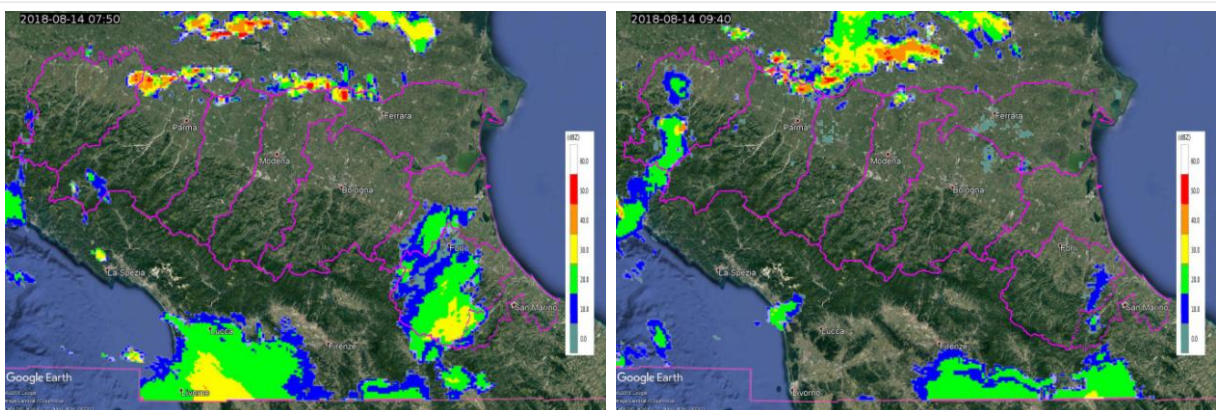 2018-08-14 07:50
Parma
Ferrara
Modena
Bologna
La Spezia
San Marino
Lucca
Firenze
Livorno
Google Earth
(dBZ)
60.0
50.0
40.0
30.0
20.0
10.0
0.0
2018-08-14 09:40
Parma
Ferrara
Modena
Bologna
Forlì
La Spezia
San Marino
Lucca
Firenze
Livorno
Google Earth
(dBZ)
60.0
50.0
40.0
30.0
20.0
10.0
0.0